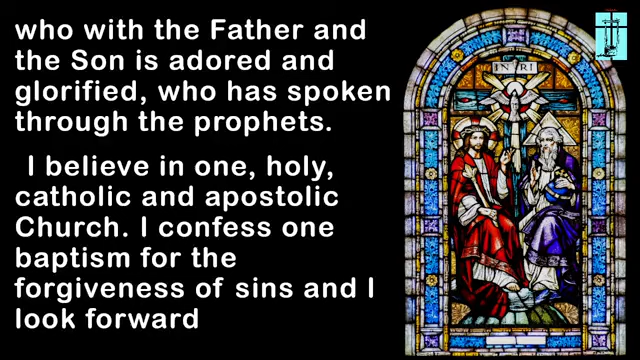 who with the Father and
the Son is adored and
glorified, who has spoken
through the prophets.
I believe in one, holy,
catholic and apostolic
Church. I confess one
baptism for the
forgiveness of sins and I
look forward
INRI